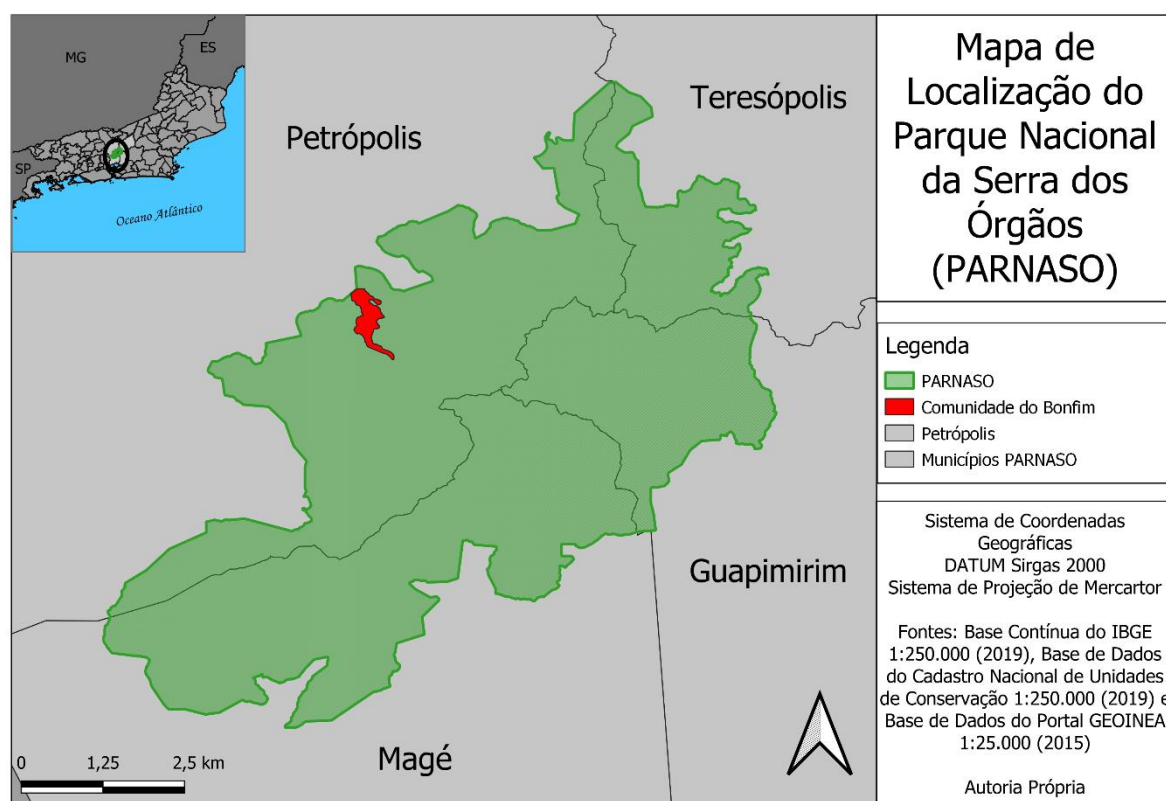 MG
ES
SP
Oceano Atlântico
Petrópolis
Teresópolis
Guapimirim
Magé
0 1,25 2,5 km
Mapa de
Localização do
Parque Nacional
da Serra dos
Órgãos
(PARNASO)
Legenda
PARNASO
Comunidade do Bonfim
Petrópolis
Municípios PARNASO
Sistema de Coordenadas
Geográficas
DATUM Sirgas 2000
Sistema de Projeção de Mercartor
Fontes: Base Contínua do IBGE
1:250.000 (2019), Base de Dados
do Cadastro Nacional de Unidades
de Conservação 1:250.000 (2019) e
Base de Dados do Portal GEOINEA
1:25.000 (2015)
Autoria Própria